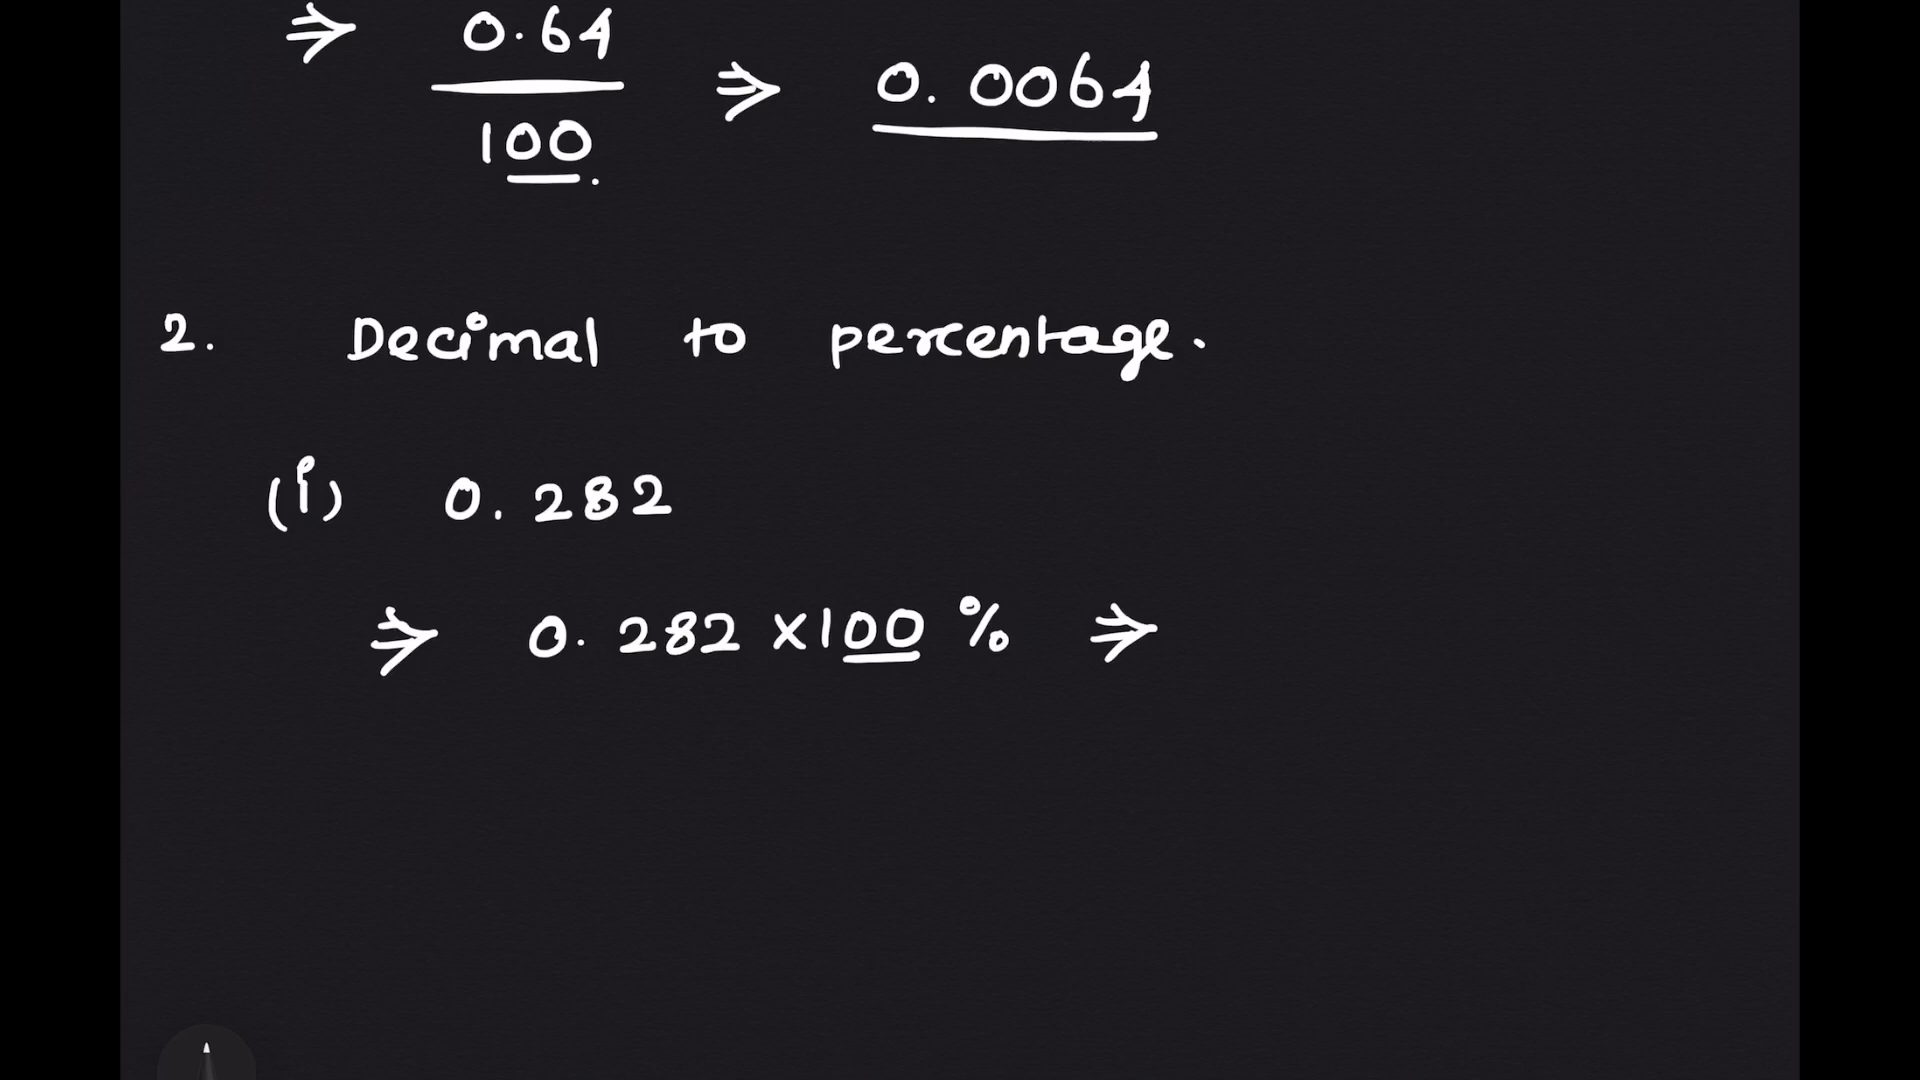 ⇒ 0.64 / 100. ⇒ 0.0064
2. Decimal to percentage.
(i) 0.282
⇒ 0.282 ×100 % ⇒